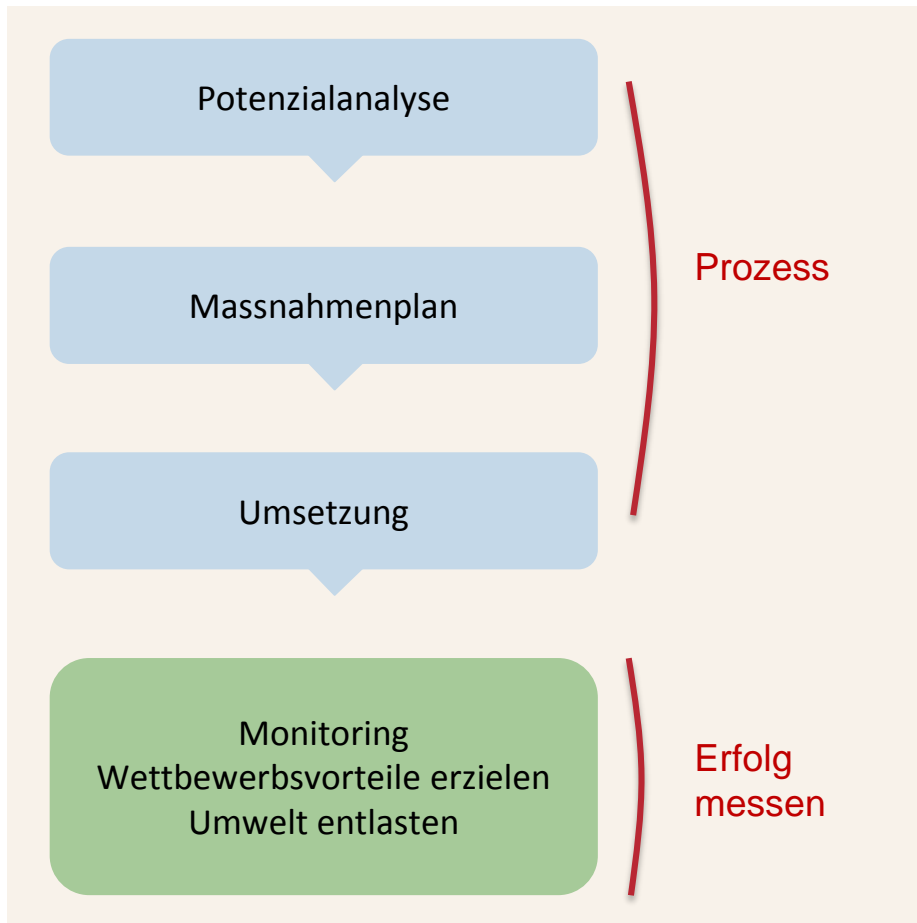 Potenzialanalyse
Massnahmenplan
Prozess
Umsetzung
Monitoring
Wettbewerbsvorteile erzielen
Umwelt entlasten
Erfolg
messen